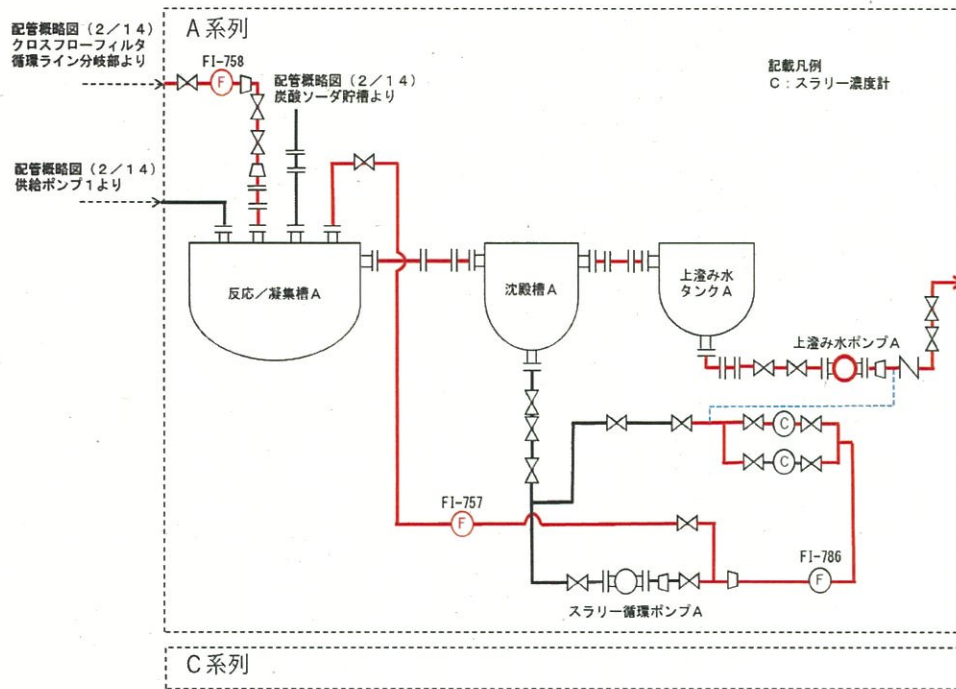 配管概略図（2／14）
クロスフローフィルタ
循環ライン分岐部より
A系列
FI-758
F
配管概略図（2／14）
炭酸ソーダ貯槽より
記載凡例
C：スラリー濃度計
配管概略図（2／14）
供給ポンプ1より
反応／凝集槽A
沈殿槽A
上澄み水
タンクA
上澄み水ポンプA
C
C
FI-757
F
FI-786
F
スラリー循環ポンプA
C系列